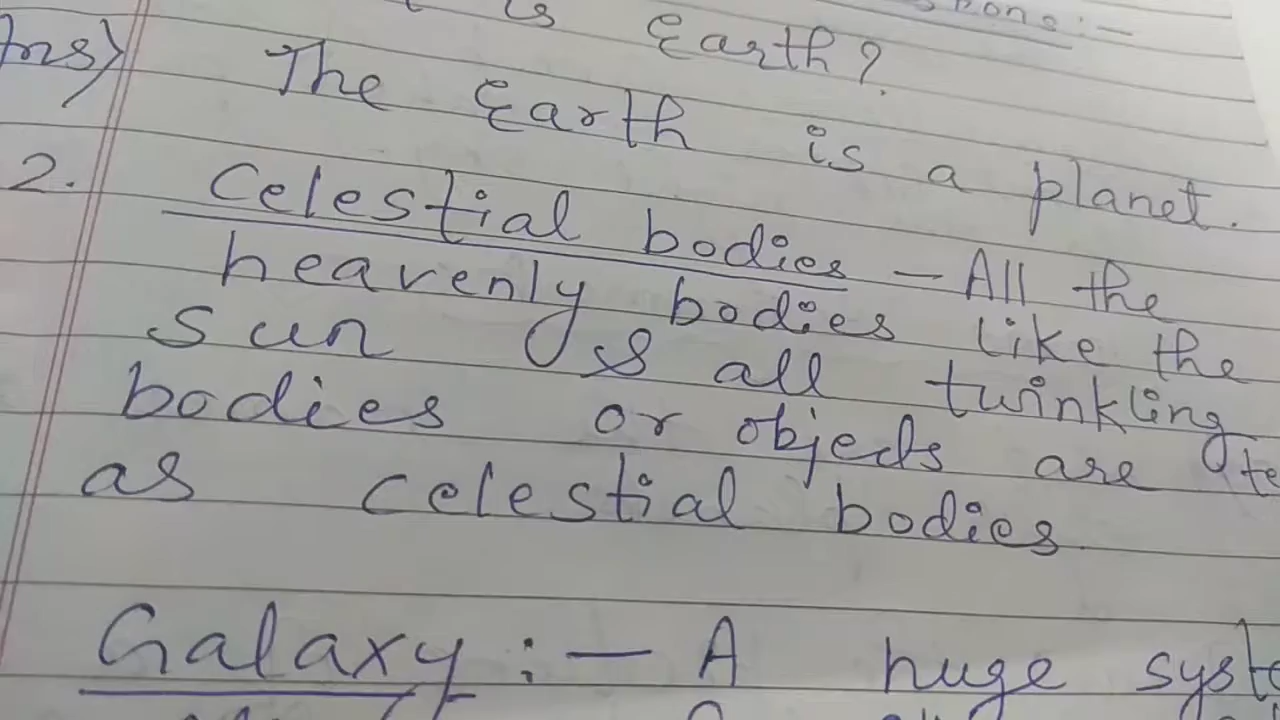 is Earth?
Ans) The Earth is a planet.
2. Celestial bodies – All the
heavenly bodies like the
sun & all twinkling
bodies or objects are
as celestial bodies
Galaxy :- A huge